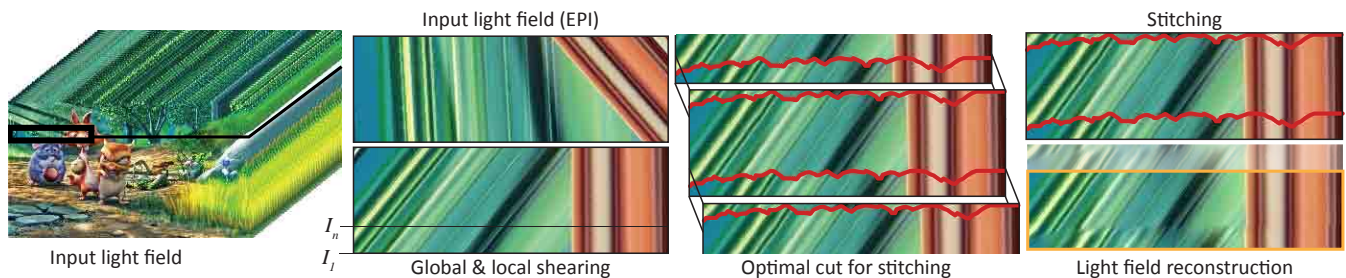 Input light field (EPI)
Stitching
I_n
I_1
Input light field
Global & local shearing
Optimal cut for stitching
Light field reconstruction